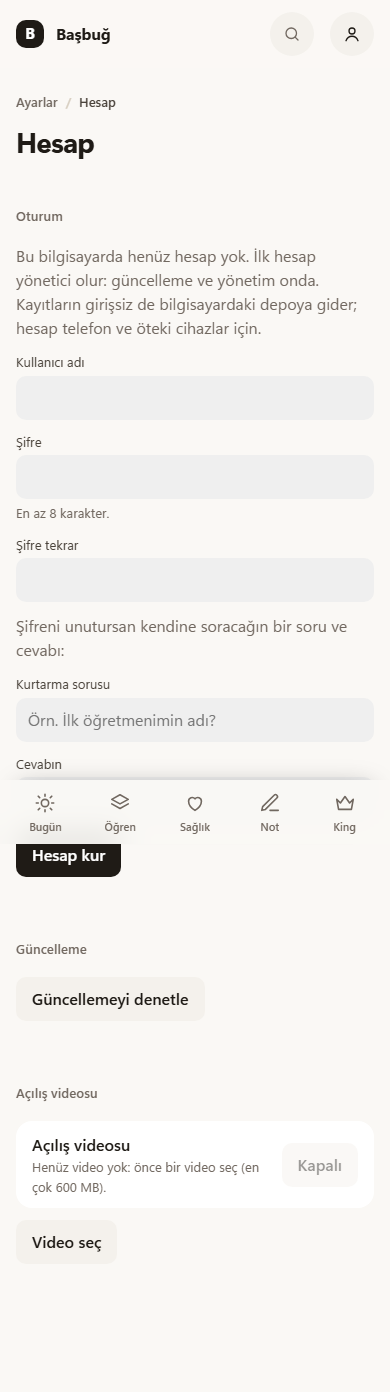 B Başbuğ
Ayarlar / Hesap
Hesap
Oturum
Bu bilgisayarda henüz hesap yok. İlk hesap
yönetici olur: güncelleme ve yönetim onda.
Kayıtların girişsiz de bilgisayardaki depoya gider;
hesap telefon ve öteki cihazlar için.
Kullanıcı adı
Şifre
En az 8 karakter.
Şifre tekrar
Şifreni unutursan kendine soracağın bir soru ve
cevabı:
Kurtarma sorusu
Örn. İlk öğretmenimin adı?
Cevabın
Bugün Öğren Sağlık Not King
Hesap kur
Güncelleme
Güncellemeyi denetle
Açılış videosu
Açılış videosu
Henüz video yok: önce bir video seç (en
çok 600 MB).
Kapalı
Video seç